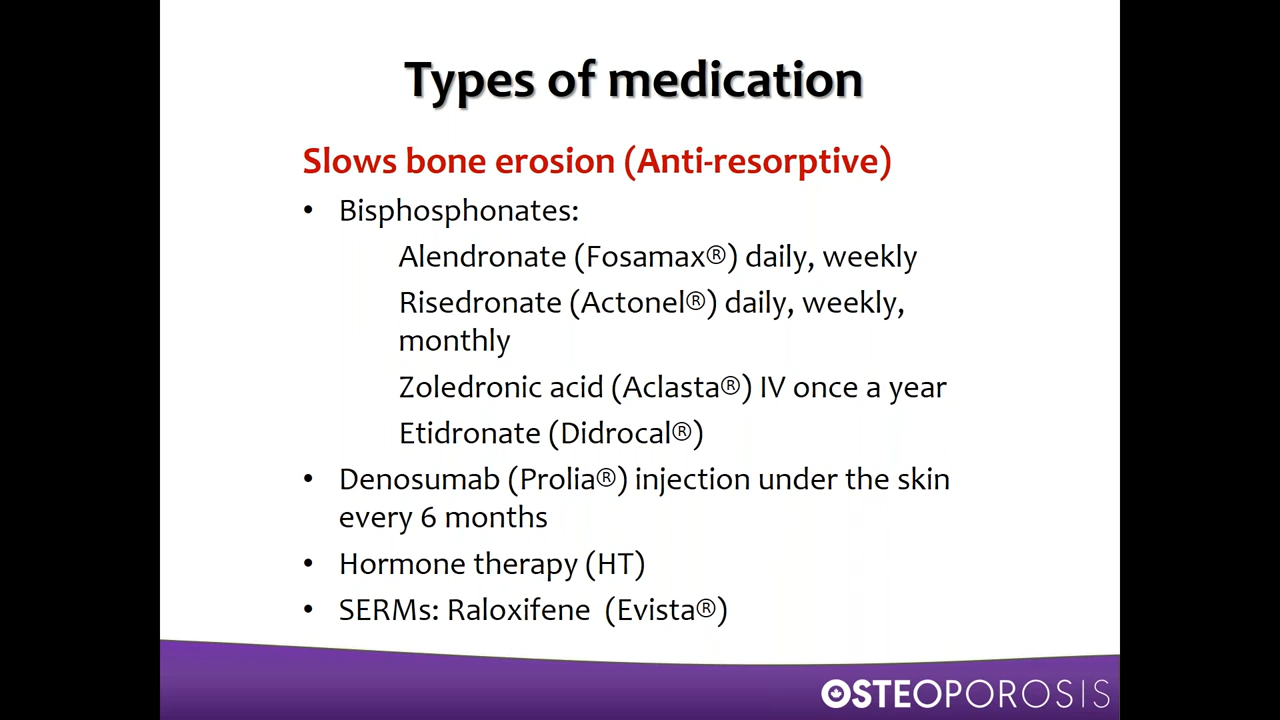 Types of medication
Slows bone erosion (Anti-resorptive)
• Bisphosphonates:
Alendronate (Fosamax®) daily, weekly
Risedronate (Actonel®) daily, weekly,
monthly
Zoledronic acid (Aclasta®) IV once a year
Etidronate (Didrocal®)
• Denosumab (Prolia®) injection under the skin
every 6 months
• Hormone therapy (HT)
• SERMs: Raloxifene (Evista®)
OSTEOPOROSIS